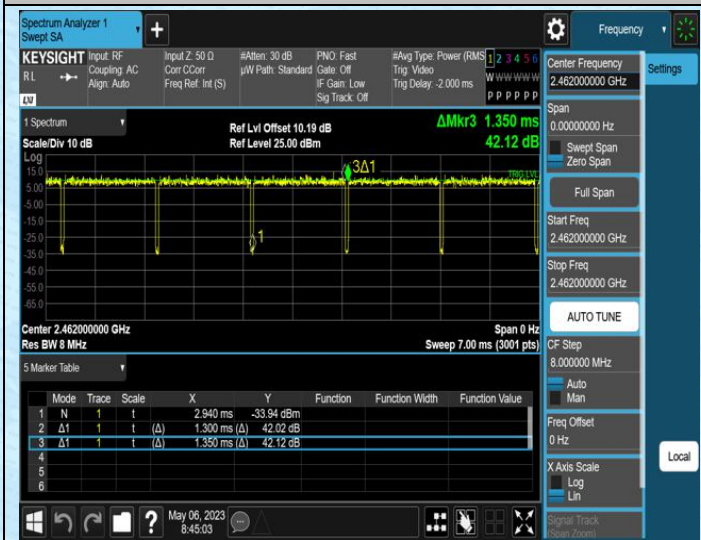 Spectrum Analyzer 1
Swept SA
+
Frequency
KEYSIGHT
RL
LXI
Input: RF
Coupling: AC
Align: Auto
Input Z: 50 Ω
Corr CCorr
Freq Ref: Int (S)
#Atten: 30 dB
µW Path: Standard
PNO: Fast
Gate: Off
IF Gain: Low
Sig Track: Off
#Avg Type: Power (RMS
Trig: Video
Trig Delay: -2.000 ms
1 2 3 4 5 6
W W W W W W
P P P P P P
1 Spectrum
Scale/Div 10 dB
Log
Ref Lvl Offset 10.19 dB
Ref Level 25.00 dBm
ΔMkr3 1.350 ms
42.12 dB
15.0
5.00
-5.00
-15.0
-25.0
-35.0
-45.0
-55.0
-65.0
3Δ1
TRIG LVL
1
Center 2.462000000 GHz
Res BW 8 MHz
Span 0 Hz
Sweep 7.00 ms (3001 pts)
5 Marker Table
Mode Trace Scale X Y Function Function Width Function Value
1 N 1 t 2.940 ms -33.94 dBm
2 Δ1 1 t (Δ) 1.300 ms (Δ) 42.02 dB
3 Δ1 1 t (Δ) 1.350 ms (Δ) 42.12 dB
4
5
6
?
May 06, 2023
8:45:03
Center Frequency
2.462000000 GHz
Span
0.00000000 Hz
Swept Span
Zero Span
Full Span
Start Freq
2.462000000 GHz
Stop Freq
2.462000000 GHz
AUTO TUNE
CF Step
8.000000 MHz
Auto
Man
Freq Offset
0 Hz
X Axis Scale
Log
Lin
Signal Track
(Span Zoom)
Settings
Local